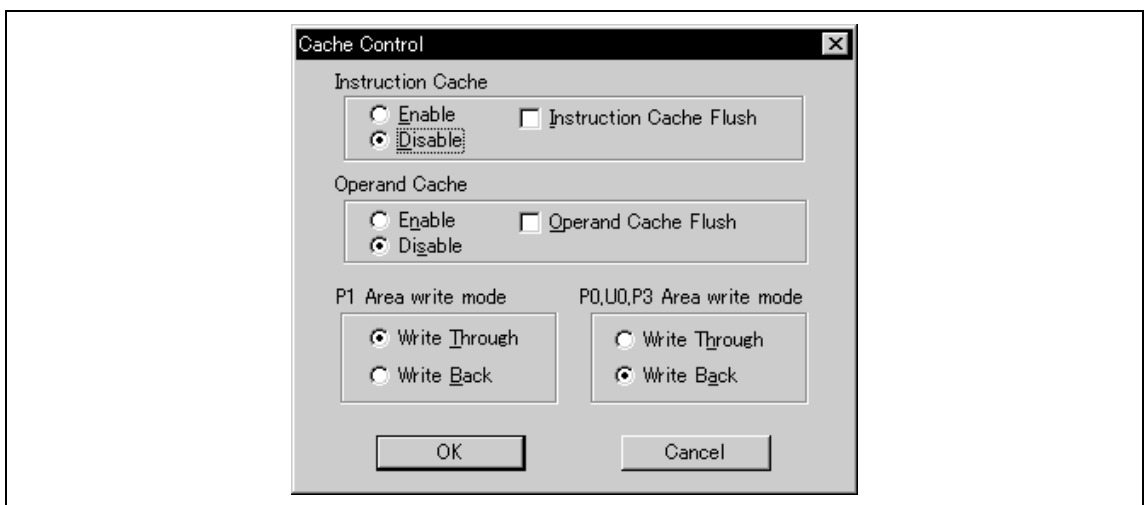 Cache Control
Instruction Cache
Enable
Instruction Cache Flush
Disable
Operand Cache
Enable
Operand Cache Flush
Disable
P1 Area write mode
P0,U0,P3 Area write mode
Write Through
Write Through
Write Back
Write Back
OK
Cancel